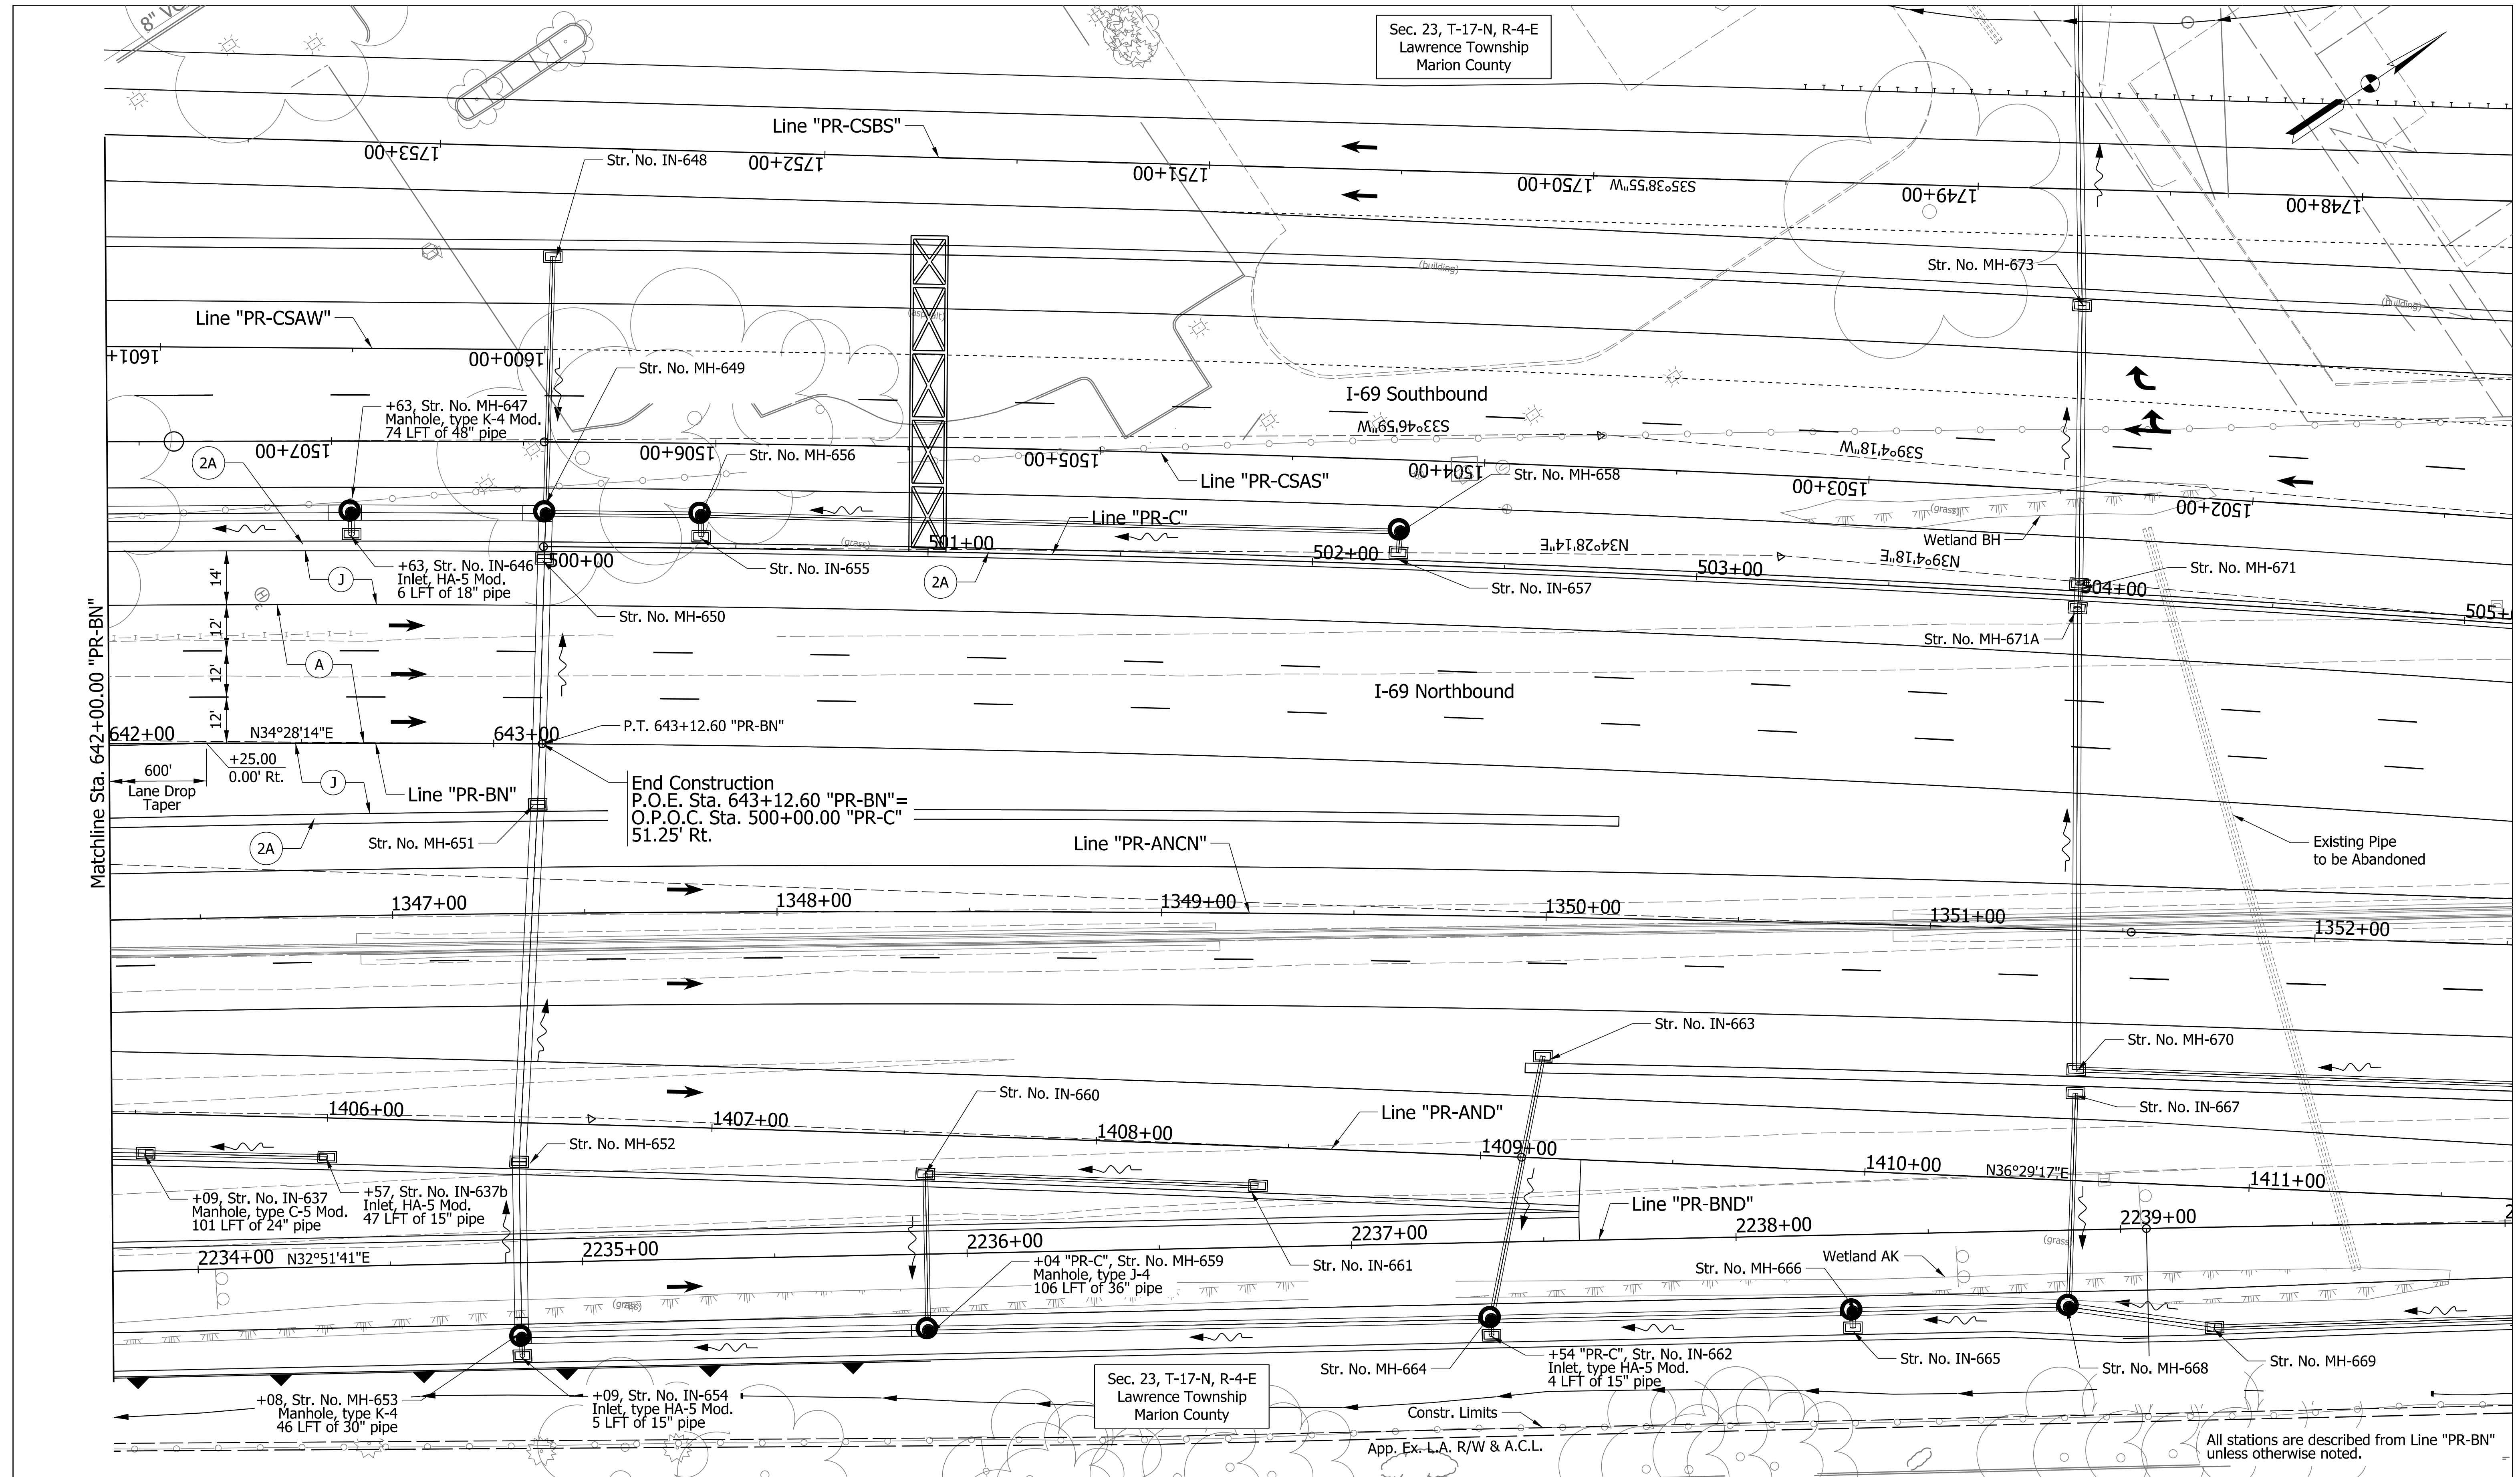 8" VC
Sec. 23, T-17-N, R-4-E
Lawrence Township
Marion County
Line "PR-CSBS"
1753+00
Str. No. IN-648
1752+00
1751+00
1750+00
S35°38'55"W
1749+00
1748+00
(building)
Str. No. MH-673
(building)
Line "PR-CSAW"
(asphalt)
1601+
1600+00
Str. No. MH-649
I-69 Southbound
+63, Str. No. MH-647
Manhole, type K-4 Mod.
74 LFT of 48" pipe
S33°46'59"W
S39°4'18"W
2A
1507+00
1506+00
Str. No. MH-656
1505+00
Line "PR-CSAS"
1504+00
Str. No. MH-658
1503+00
1502+00
(grass)
Line "PR-C"
Wetland BH
(grass)
501+00
N34°28'14"E
502+00
N39°4'18"E
+63, Str. No. IN-646
Inlet, HA-5 Mod.
6 LFT of 18" pipe
500+00
Str. No. IN-655
2A
503+00
Str. No. MH-671
504+00
505+
14'
J
Str. No. IN-657
Str. No. MH-650
Str. No. MH-671A
12'
A
12'
12'
Matchline Sta. 642+00.00 "PR-BN"
I-69 Northbound
642+00
N34°28'14"E
643+00
P.T. 643+12.60 "PR-BN"
+25.00
0.00' Rt.
600'
Lane Drop
Taper
J
Line "PR-BN"
End Construction
P.O.E. Sta. 643+12.60 "PR-BN"=
O.P.O.C. Sta. 500+00.00 "PR-C"
51.25' Rt.
2A
Str. No. MH-651
Line "PR-ANCN"
Existing Pipe
to be Abandoned
1347+00
1348+00
1349+00
1350+00
1351+00
1352+00
Str. No. IN-663
Str. No. MH-670
Str. No. IN-660
Str. No. IN-667
1406+00
1407+00
1408+00
Line "PR-AND"
1409+00
1410+00
N36°29'17"E
1411+00
Str. No. MH-652
+09, Str. No. IN-637
Manhole, type C-5 Mod.
101 LFT of 24" pipe
+57, Str. No. IN-637b
Inlet, HA-5 Mod.
47 LFT of 15" pipe
Line "PR-BND"
2234+00
N32°51'41"E
2235+00
2236+00
2237+00
2238+00
2239+00
2
(grass)
Wetland AK
+04 "PR-C", Str. No. MH-659
Manhole, type J-4
106 LFT of 36" pipe
Str. No. IN-661
Str. No. MH-666
(grass)
+08, Str. No. MH-653
Manhole, type K-4
46 LFT of 30" pipe
+09, Str. No. IN-654
Inlet, type HA-5 Mod.
5 LFT of 15" pipe
Sec. 23, T-17-N, R-4-E
Lawrence Township
Marion County
Str. No. MH-664
+54 "PR-C", Str. No. IN-662
Inlet, type HA-5 Mod.
4 LFT of 15" pipe
Str. No. IN-665
Str. No. MH-668
Str. No. MH-669
Constr. Limits
App. Ex. L.A. R/W & A.C.L.
All stations are described from Line "PR-BN"
unless otherwise noted.